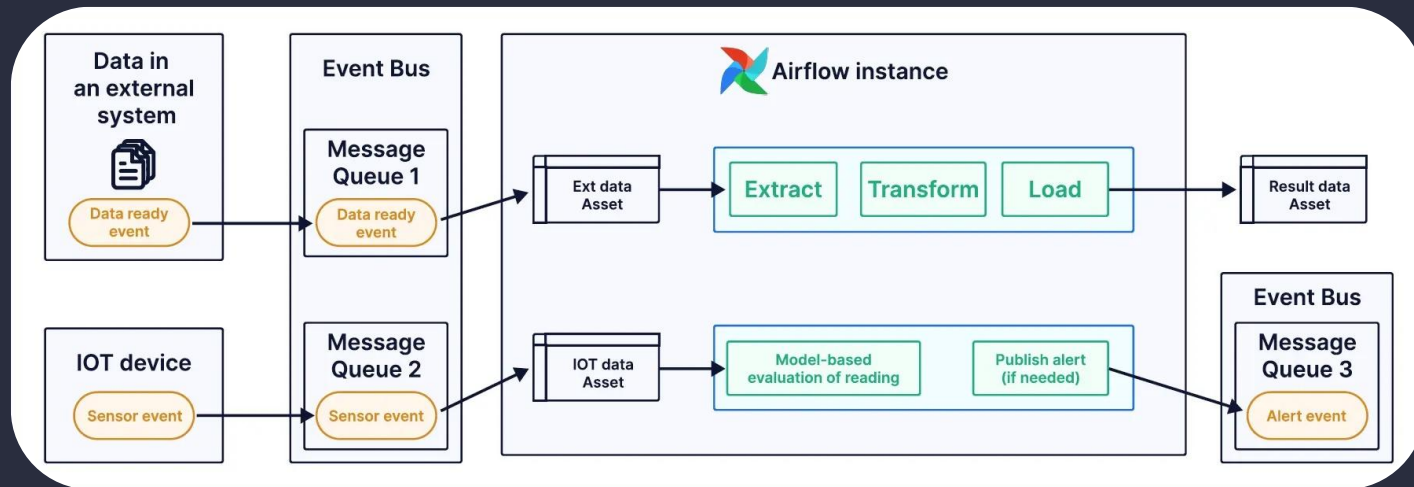 Data in
an external
system
Data ready
event
Event Bus
Message
Queue 1
Data ready
event
Airflow instance
Ext data
Asset
Extract
Transform
Load
Result data
Asset
IOT device
Sensor event
Message
Queue 2
Sensor event
IOT data
Asset
Model-based
evaluation of reading
Publish alert
(if needed)
Event Bus
Message
Queue 3
Alert event